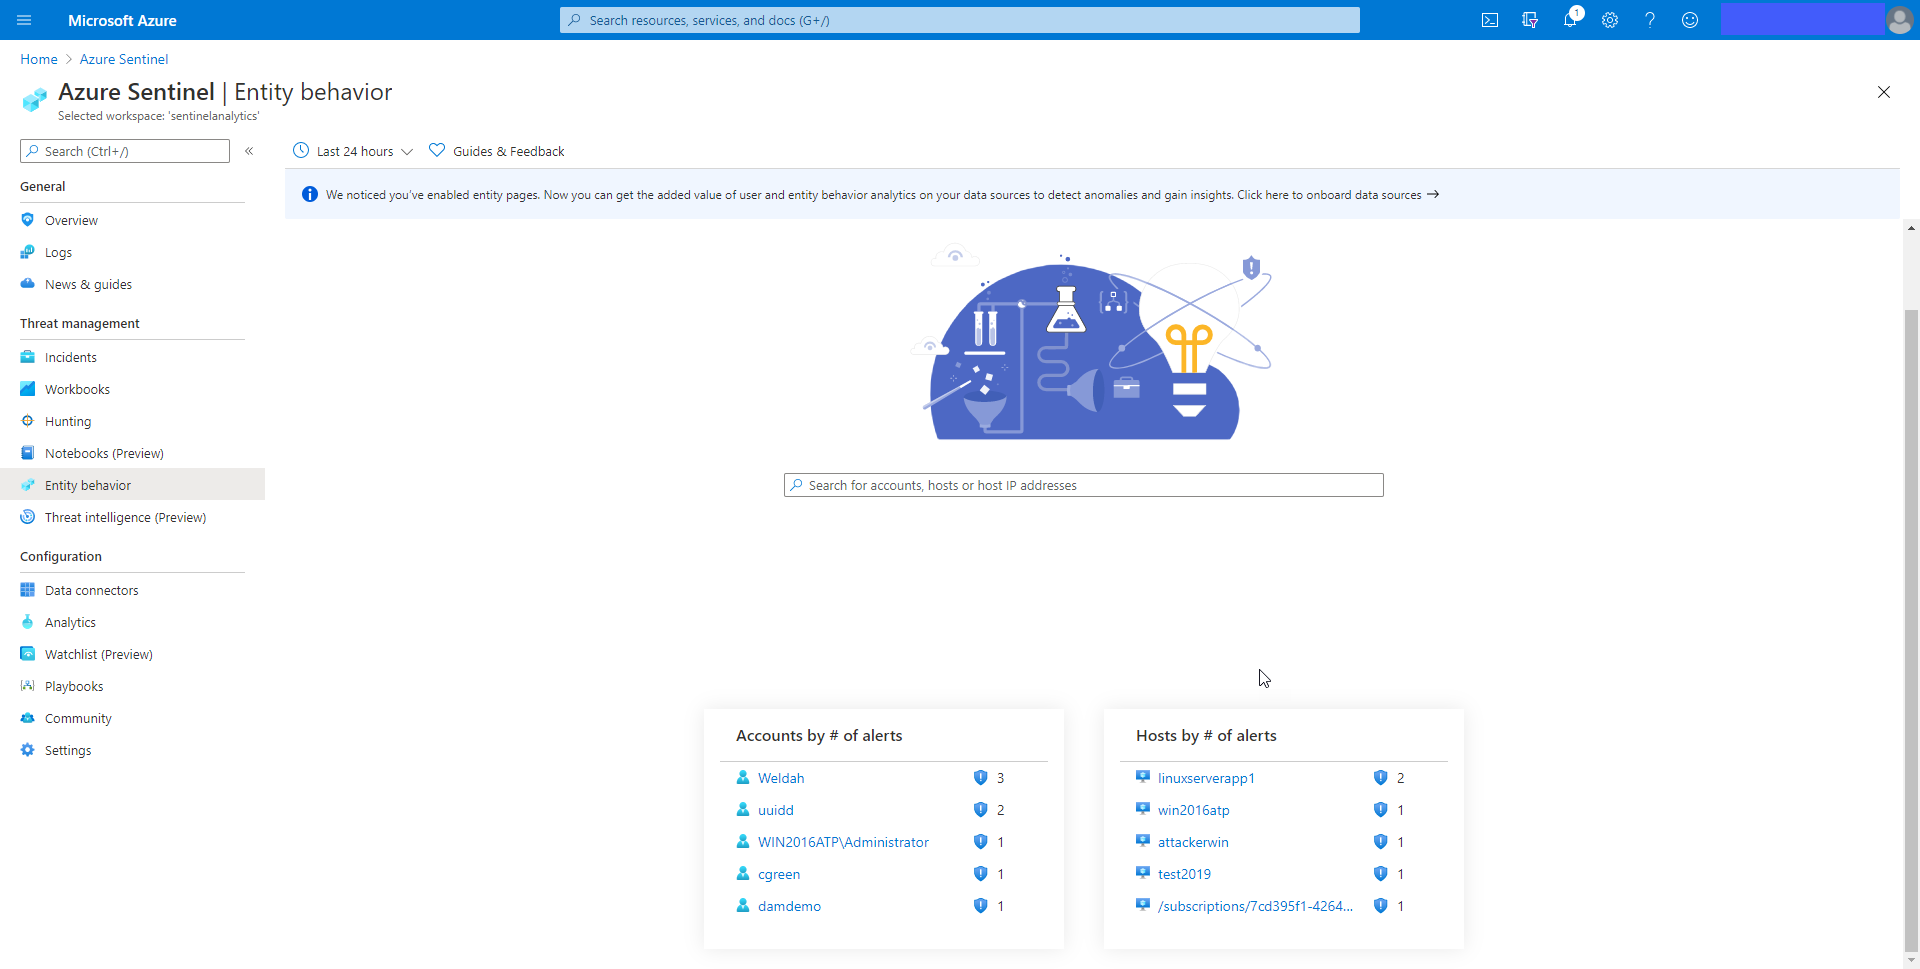 Microsoft Azure
Search resources, services, and docs (G+/)
1
Home > Azure Sentinel
Azure Sentinel | Entity behavior
Selected workspace: 'sentinelanalytics'
Search (Ctrl+/)
«
Last 24 hours
Guides & Feedback
We noticed you've enabled entity pages. Now you can get the added value of user and entity behavior analytics on your data sources to detect anomalies and gain insights. Click here to onboard data sources →
General
Overview
Logs
News & guides
Threat management
Incidents
Workbooks
Hunting
Notebooks (Preview)
Entity behavior
Threat intelligence (Preview)
Configuration
Data connectors
Analytics
Watchlist (Preview)
Playbooks
Community
Settings
Search for accounts, hosts or host IP addresses
Accounts by # of alerts
Weldah 3
uuidd 2
WIN2016ATP\Administrator 1
cgreen 1
damdemo 1
Hosts by # of alerts
linuxserverapp1 2
win2016atp 1
attackerwin 1
test2019 1
/subscriptions/7cd395f1-4264... 1